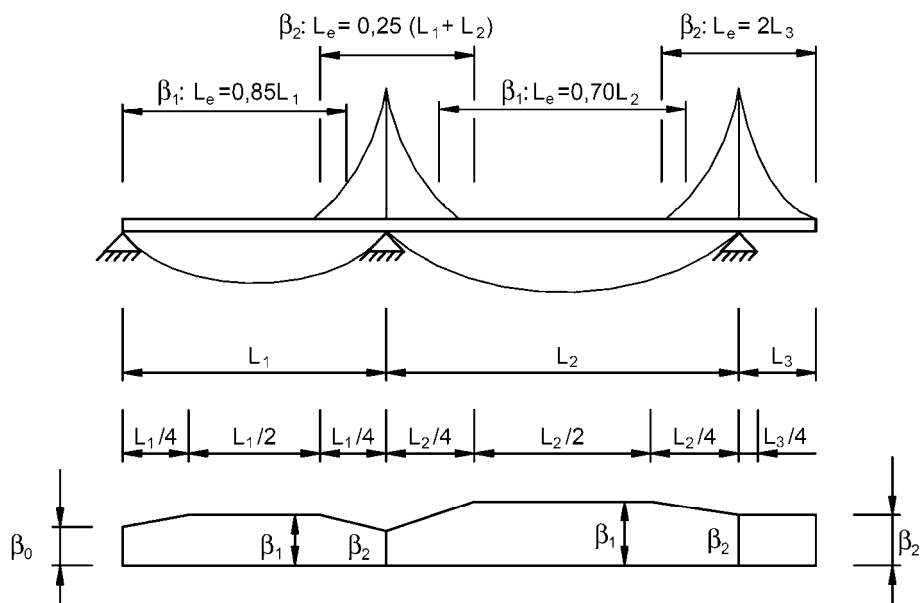 β₂: Lₑ= 0,25 (L₁+ L₂)
β₂: Lₑ= 2L₃
β₁: Lₑ=0,85L₁
β₁: Lₑ=0,70L₂
L₁
L₂
L₃
L₁/4
L₁/2
L₁/4
L₂/4
L₂/2
L₂/4
L₃/4
β₀
β₁
β₂
β₁
β₂
β₂